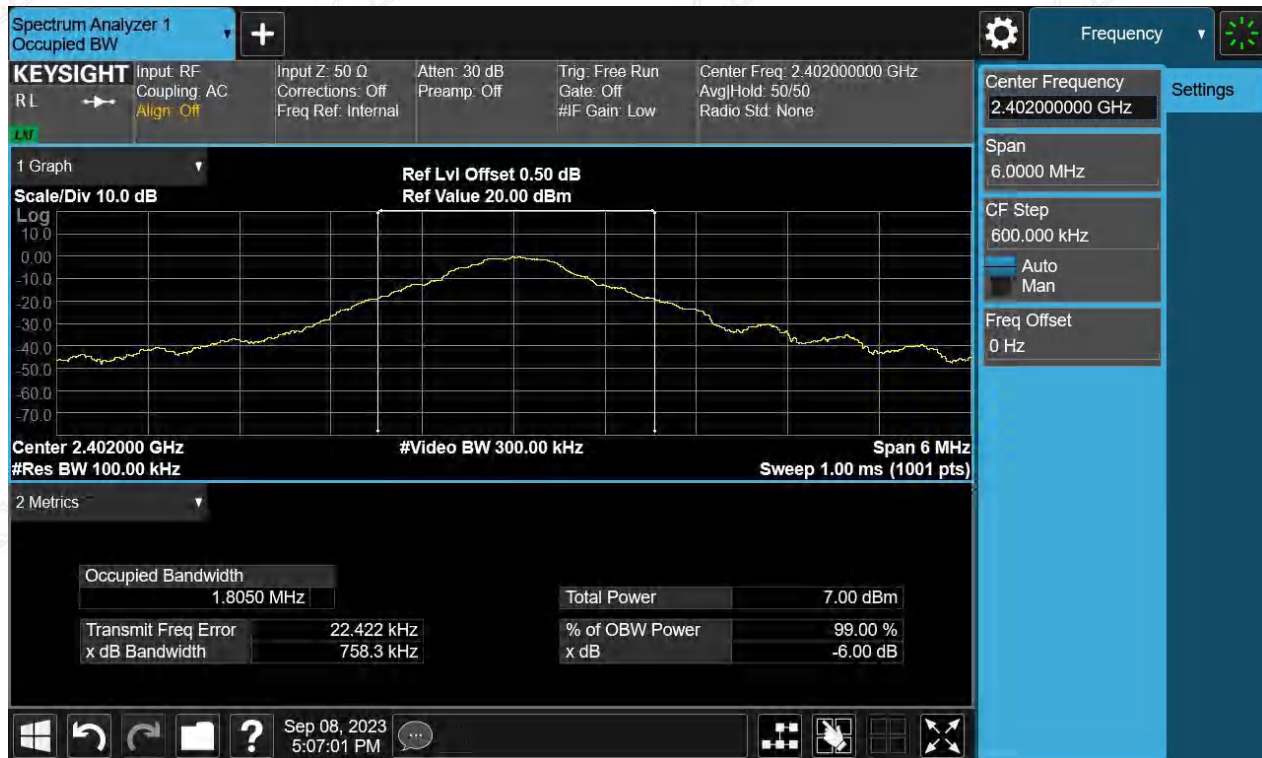 Spectrum Analyzer 1
Occupied BW
+
Frequency
KEYSIGHT
RL
LXI
Input: RF
Coupling: AC
Align: Off
Input Z: 50 Ω
Corrections: Off
Freq Ref: Internal
Atten: 30 dB
Preamp: Off
Trig: Free Run
Gate: Off
#IF Gain: Low
Center Freq: 2.402000000 GHz
Avg|Hold: 50/50
Radio Std: None
Center Frequency
2.402000000 GHz
Settings
Span
6.0000 MHz
CF Step
600.000 kHz
Auto
Man
Freq Offset
0 Hz
1 Graph
Ref Lvl Offset 0.50 dB
Scale/Div 10.0 dB
Ref Value 20.00 dBm
Log
10.0
0.00
-10.0
-20.0
-30.0
-40.0
-50.0
-60.0
-70.0
Center 2.402000 GHz
#Video BW 300.00 kHz
Span 6 MHz
#Res BW 100.00 kHz
Sweep 1.00 ms (1001 pts)
2 Metrics
Occupied Bandwidth
1.8050 MHz
Total Power 7.00 dBm
Transmit Freq Error 22.422 kHz
% of OBW Power 99.00 %
x dB Bandwidth 758.3 kHz
x dB -6.00 dB
?
Sep 08, 2023
5:07:01 PM